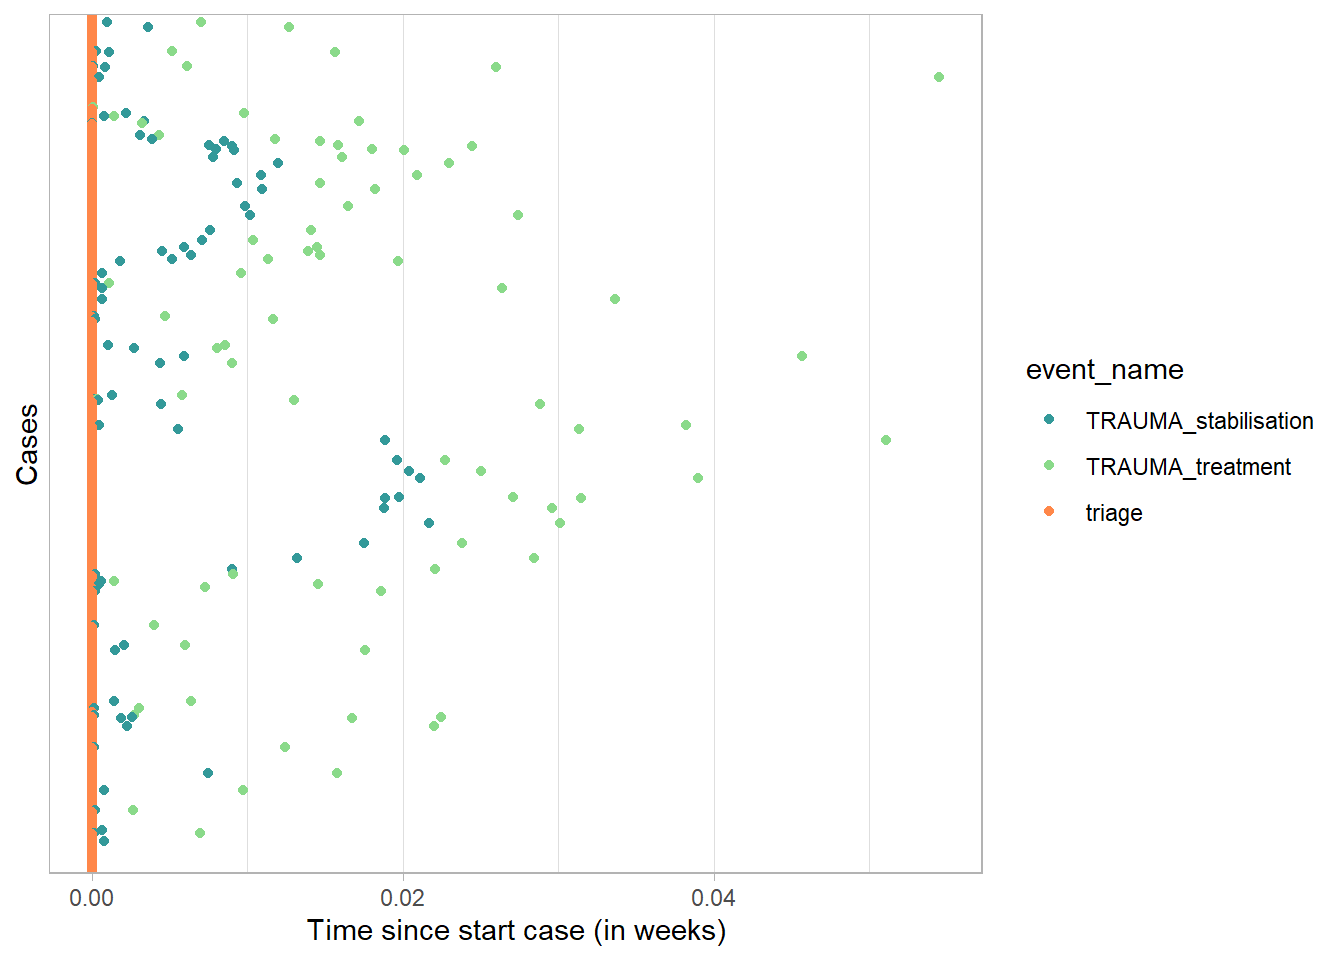 Cases
0.00
0.02
0.04
Time since start case (in weeks)
event_name
TRAUMA_stabilisation
TRAUMA_treatment
triage